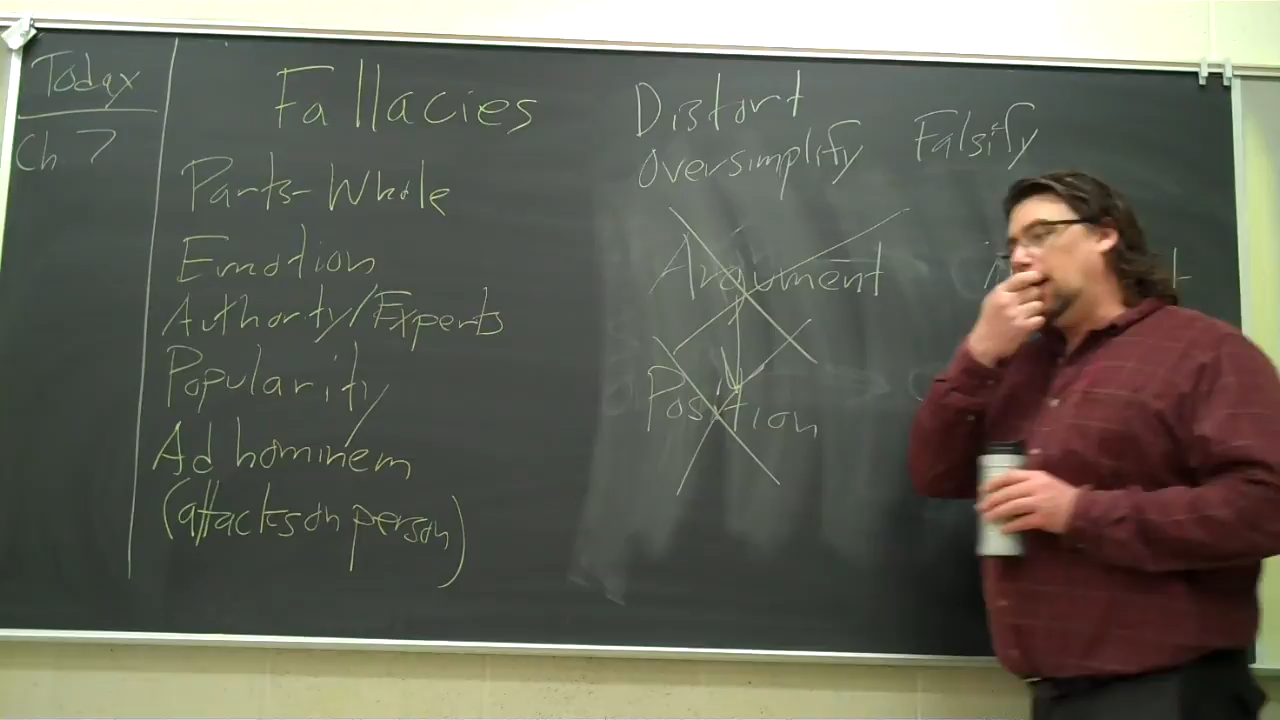 Today
Ch 7
Fallacies
Parts-Whole
Emotion
Authority/Experts
Popularity
Ad hominem
(attacks on person)
Distort
Oversimplify Falsify
Argument
Position